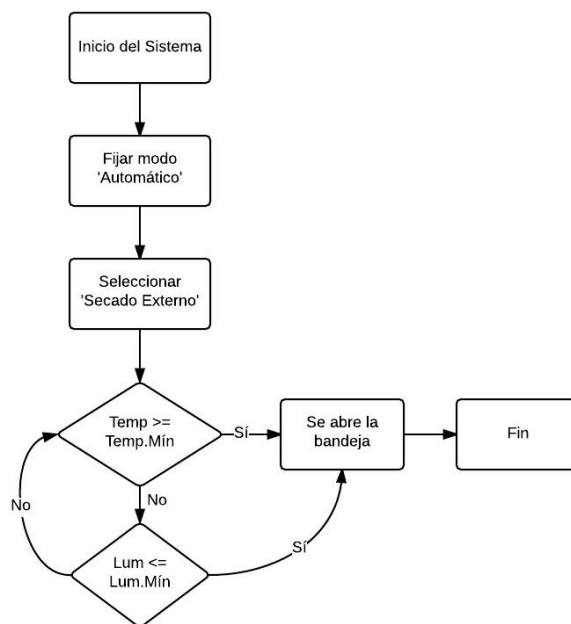 Inicio del Sistema
Fijar modo
'Automático'
Seleccionar
'Secado Externo'
Temp >=
Temp.Mín
Sí
Se abre la
bandeja
Fin
No
No
Lum <=
Lum.Mín
Sí